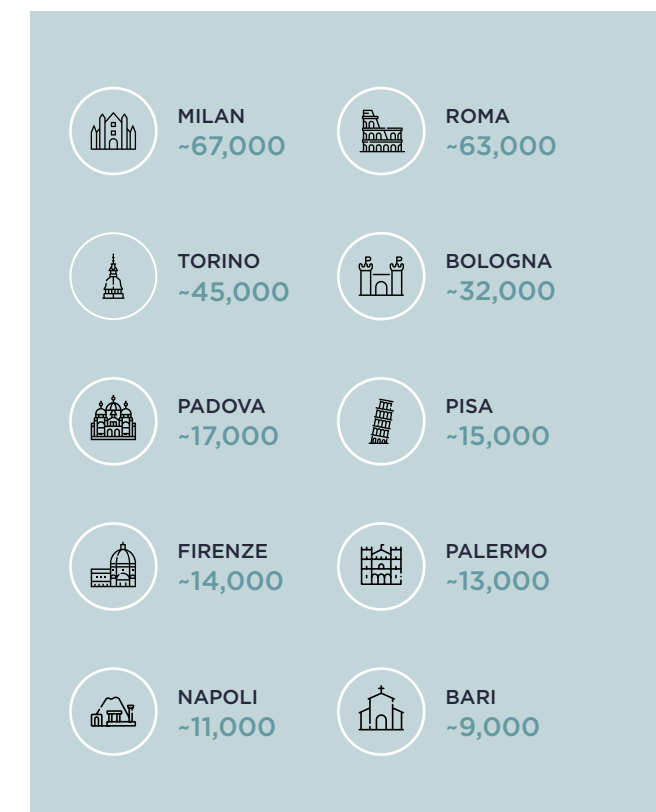 MILAN
~67,000
ROMA
~63,000
TORINO
~45,000
BOLOGNA
~32,000
PADOVA
~17,000
PISA
~15,000
FIRENZE
~14,000
PALERMO
~13,000
NAPOLI
~11,000
BARI
~9,000